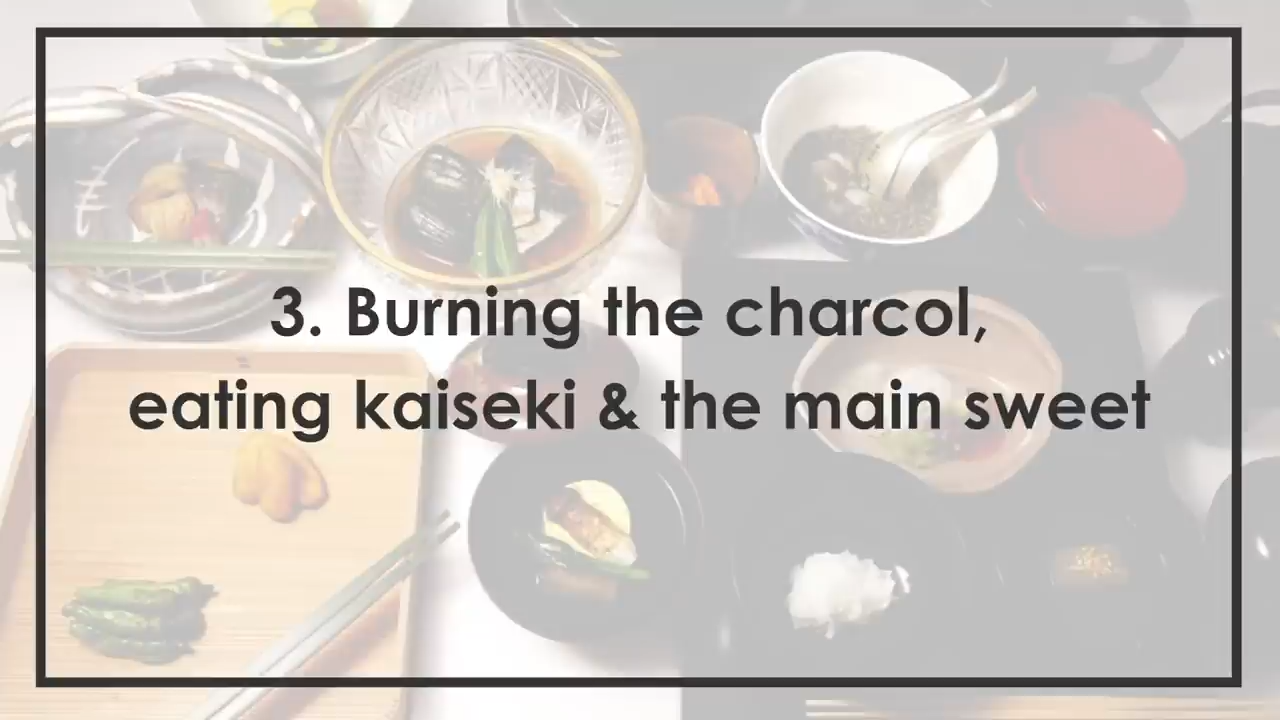 3. Burning the charcol,
eating kaiseki & the main sweet